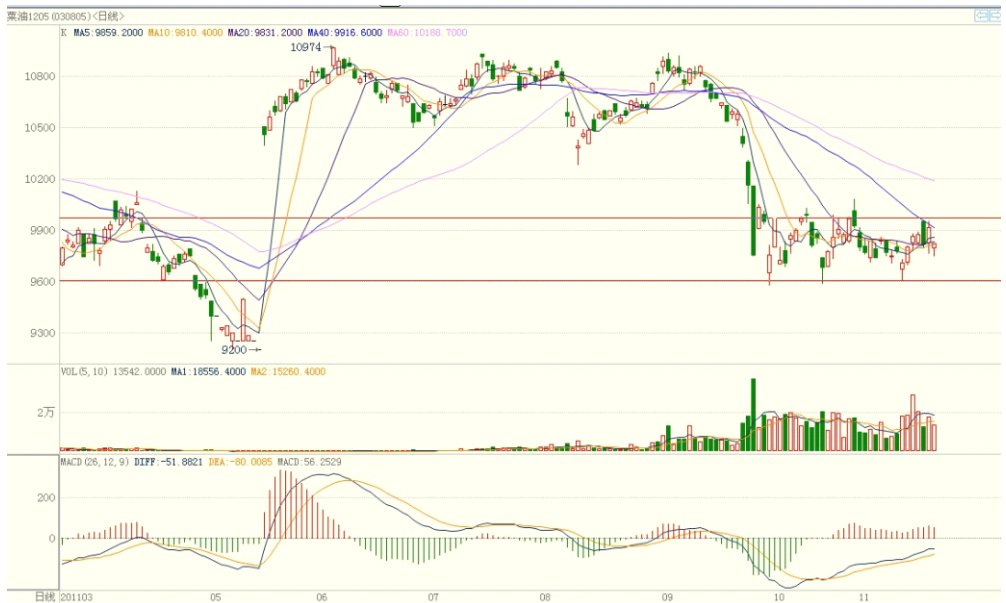 菜油1205(030805)<日线>
K MA5:9859.2000 MA10:9810.4000 MA20:9831.2000 MA40:9916.6000 MA60:10188.7000
10974→
10800
10500
10200
9900
9600
9300
9200→
VOL(5,10) 13542.0000 MA1:18556.4000 MA2:15260.4000
2万
MACD(26,12,9) DIFF:-51.8821 DEA:-80.0085 MACD:56.2529
200
0
日线 201103 05 06 07 08 09 10 11